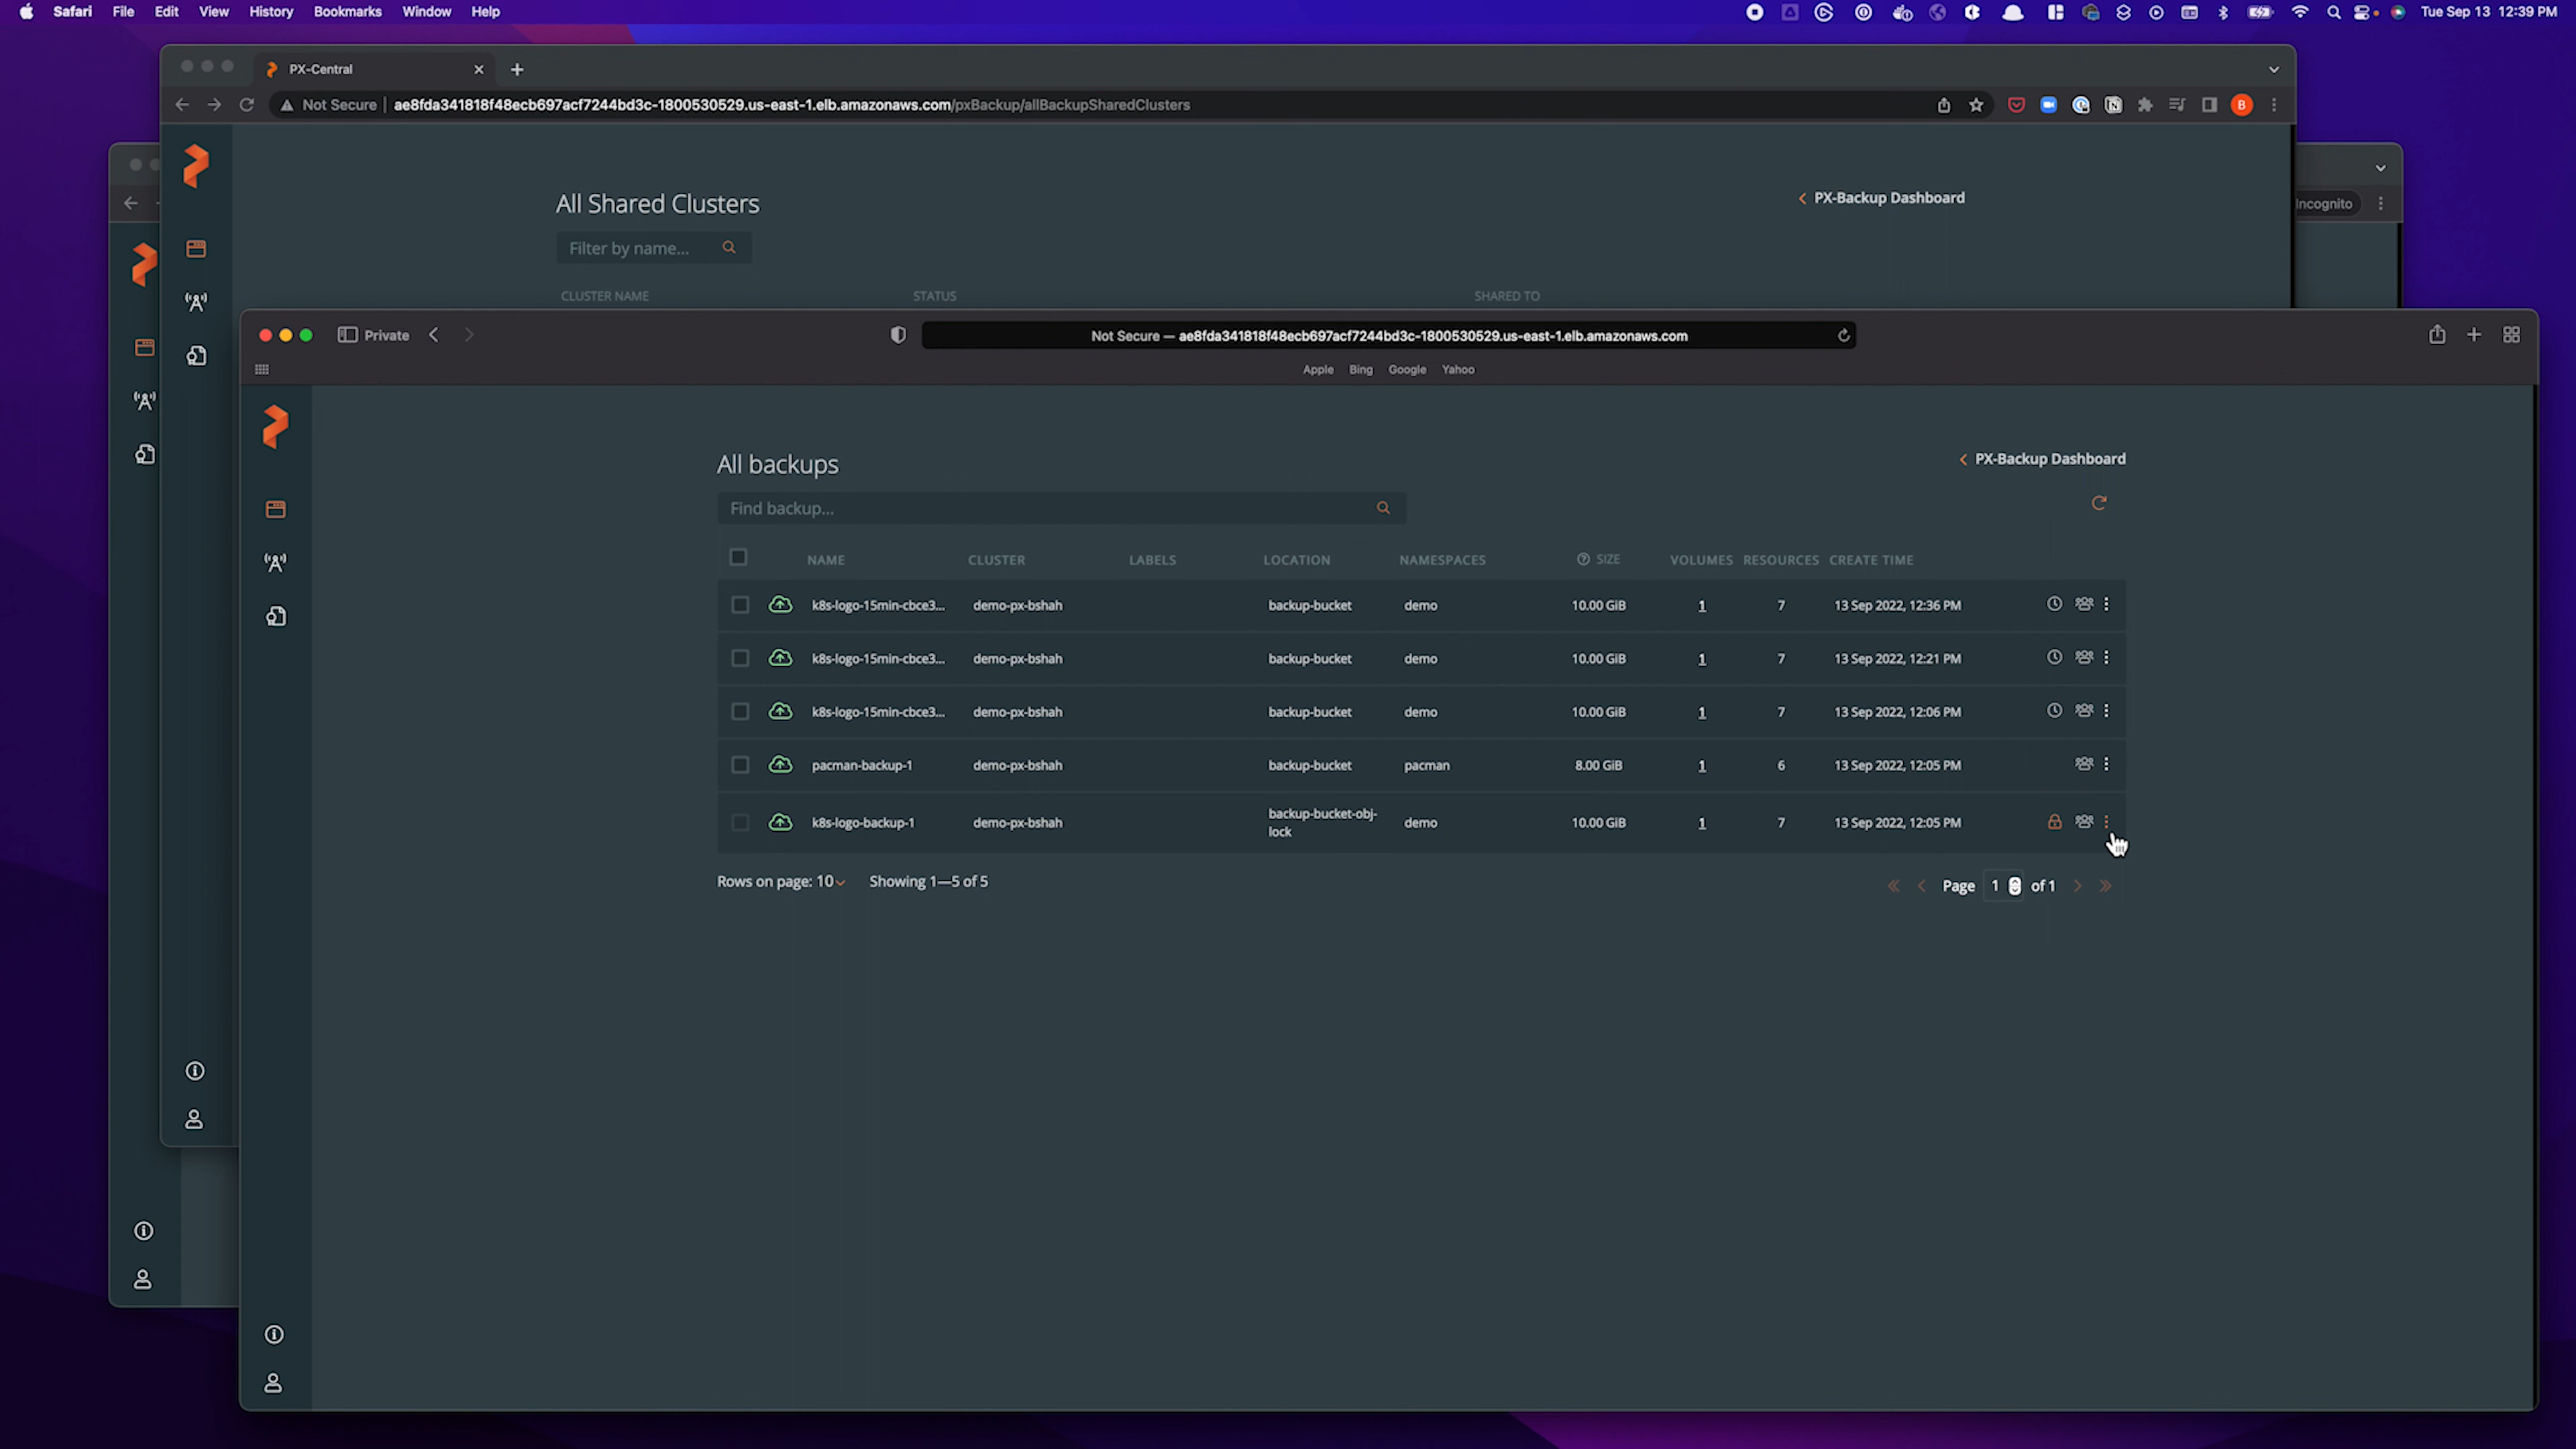 Safari File Edit View History Bookmarks Window Help Tue Sep 13 12:39 PM
PX-Central
Not Secure ae8fda341818f48ecb697acf7244bd3c-1800530529.us-east-1.elb.amazonaws.com/pxBackup/allBackupSharedClusters B
All Shared Clusters PX-Backup Dashboard
Incognito
Filter by name...
CLUSTER NAME STATUS SHARED TO
Private Not Secure — ae8fda341818f48ecb697acf7244bd3c-1800530529.us-east-1.elb.amazonaws.com
Apple Bing Google Yahoo
All backups PX-Backup Dashboard
Find backup...
NAME CLUSTER LABELS LOCATION NAMESPACES SIZE VOLUMES RESOURCES CREATE TIME
k8s-logo-15min-cbce3... demo-px-bshah backup-bucket demo 10.00 GiB 1 7 13 Sep 2022, 12:36 PM
k8s-logo-15min-cbce3... demo-px-bshah backup-bucket demo 10.00 GiB 1 7 13 Sep 2022, 12:21 PM
k8s-logo-15min-cbce3... demo-px-bshah backup-bucket demo 10.00 GiB 1 7 13 Sep 2022, 12:06 PM
pacman-backup-1 demo-px-bshah backup-bucket pacman 8.00 GiB 1 6 13 Sep 2022, 12:05 PM
k8s-logo-backup-1 demo-px-bshah backup-bucket-obj-lock demo 10.00 GiB 1 7 13 Sep 2022, 12:05 PM
Rows on page: 10 Showing 1—5 of 5 Page 1 of 1